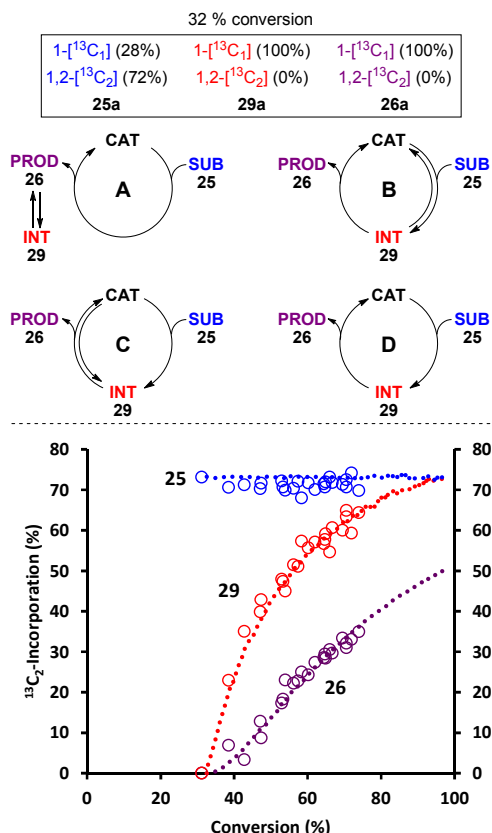 32 % conversion
1-[¹³C₁] (28%) 1-[¹³C₁] (100%) 1-[¹³C₁] (100%)
1,2-[¹³C₂] (72%) 1,2-[¹³C₂] (0%) 1,2-[¹³C₂] (0%)
25a 29a 26a
CAT
PROD
26
SUB
25
A
INT
29
CAT
PROD
26
SUB
25
B
INT
29
CAT
PROD
26
SUB
25
C
INT
29
CAT
PROD
26
SUB
25
D
INT
29
80 80
70 70
60 60
50 50
40 40
30 30
20 20
10 10
0 0
25
29
26
¹³C₂-Incorporation (%)
0 20 40 60 80 100
Conversion (%)